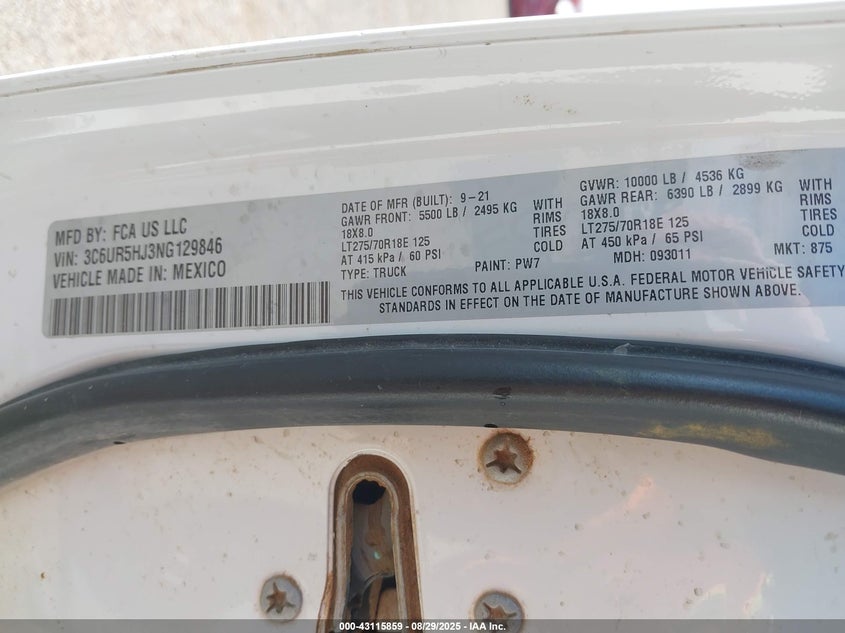 MFD BY: FCA US LLC
VIN: 3C6UR5HJ3NG129846
VEHICLE MADE IN: MEXICO
DATE OF MFR (BUILT): 9-21
GAWR FRONT: 5500 LB / 2495 KG WITH
18X8.0 RIMS
LT275/70R18E 125 TIRES
AT 415 kPa / 60 PSI COLD
TYPE: TRUCK PAINT: PW7
GVWR: 10000 LB / 4536 KG
GAWR REAR: 6390 LB / 2899 KG WITH
18X8.0 RIMS
LT275/70R18E 125 TIRES
AT 450 kPa / 65 PSI COLD
MDH: 093011 MKT: 875
THIS VEHICLE CONFORMS TO ALL APPLICABLE U.S.A. FEDERAL MOTOR VEHICLE SAFETY
STANDARDS IN EFFECT ON THE DATE OF MANUFACTURE SHOWN ABOVE.
000-43115859 - 08/29/2025 - IAA Inc.